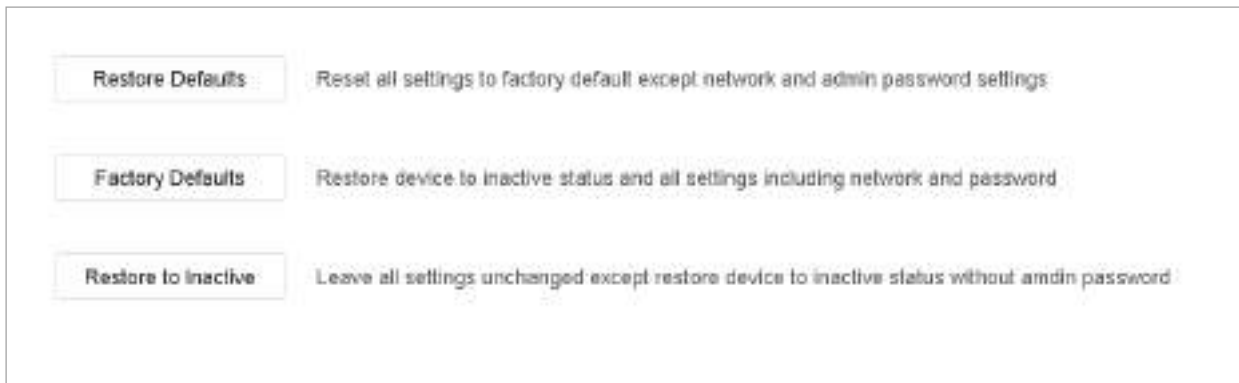 Restore Defaults Reset all settings to factory default except network and admin password settings
Factory Defaults Restore device to inactive status and all settings including network and password
Restore to Inactive Leave all settings unchanged except restore device to inactive status without amdin password